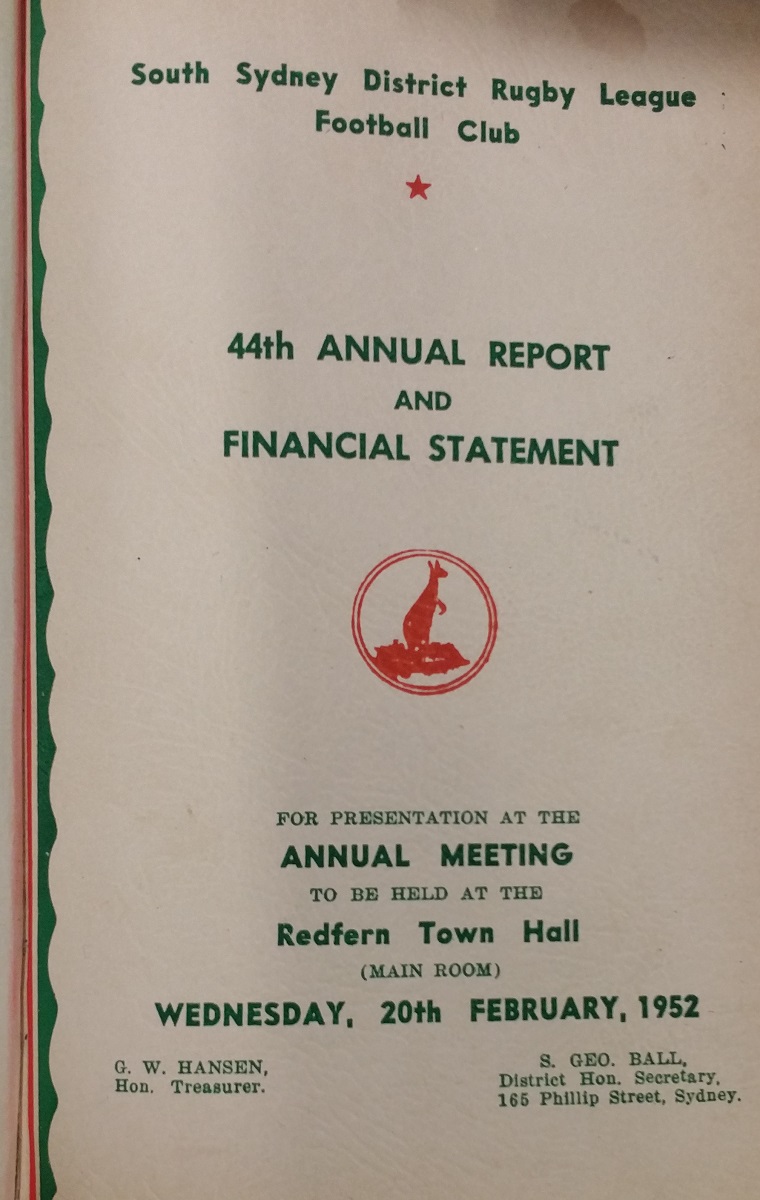 South Sydney District Rugby League
Football Club
44th ANNUAL REPORT
AND
FINANCIAL STATEMENT
FOR PRESENTATION AT THE
ANNUAL MEETING
TO BE HELD AT THE
Redfern Town Hall
(MAIN ROOM)
WEDNESDAY, 20th FEBRUARY, 1952
G. W. HANSEN,
Hon. Treasurer.
S. GEO. BALL,
District Hon. Secretary,
165 Phillip Street, Sydney.